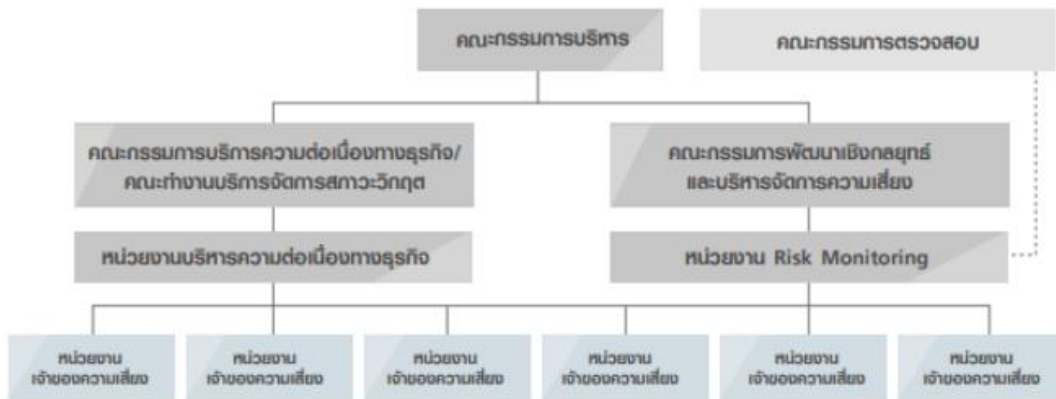 คณะกรรมการบริหาร
คณะกรรมการตรวจสอบ
คณะกรรมการบริการความต่อเนื่องทางธุรกิจ/
คณะทำงานบริการจัดการสภาวะวิกฤต
คณะกรรมการพัฒนาเชิงกลยุทธ์
และบริหารจัดการความเสี่ยง
หน่วยงานบริหารความต่อเนื่องทางธุรกิจ
หน่วยงาน Risk Monitoring
หน่วยงาน
เจ้าของความเสี่ยง
หน่วยงาน
เจ้าของความเสี่ยง
หน่วยงาน
เจ้าของความเสี่ยง
หน่วยงาน
เจ้าของความเสี่ยง
หน่วยงาน
เจ้าของความเสี่ยง
หน่วยงาน
เจ้าของความเสี่ยง